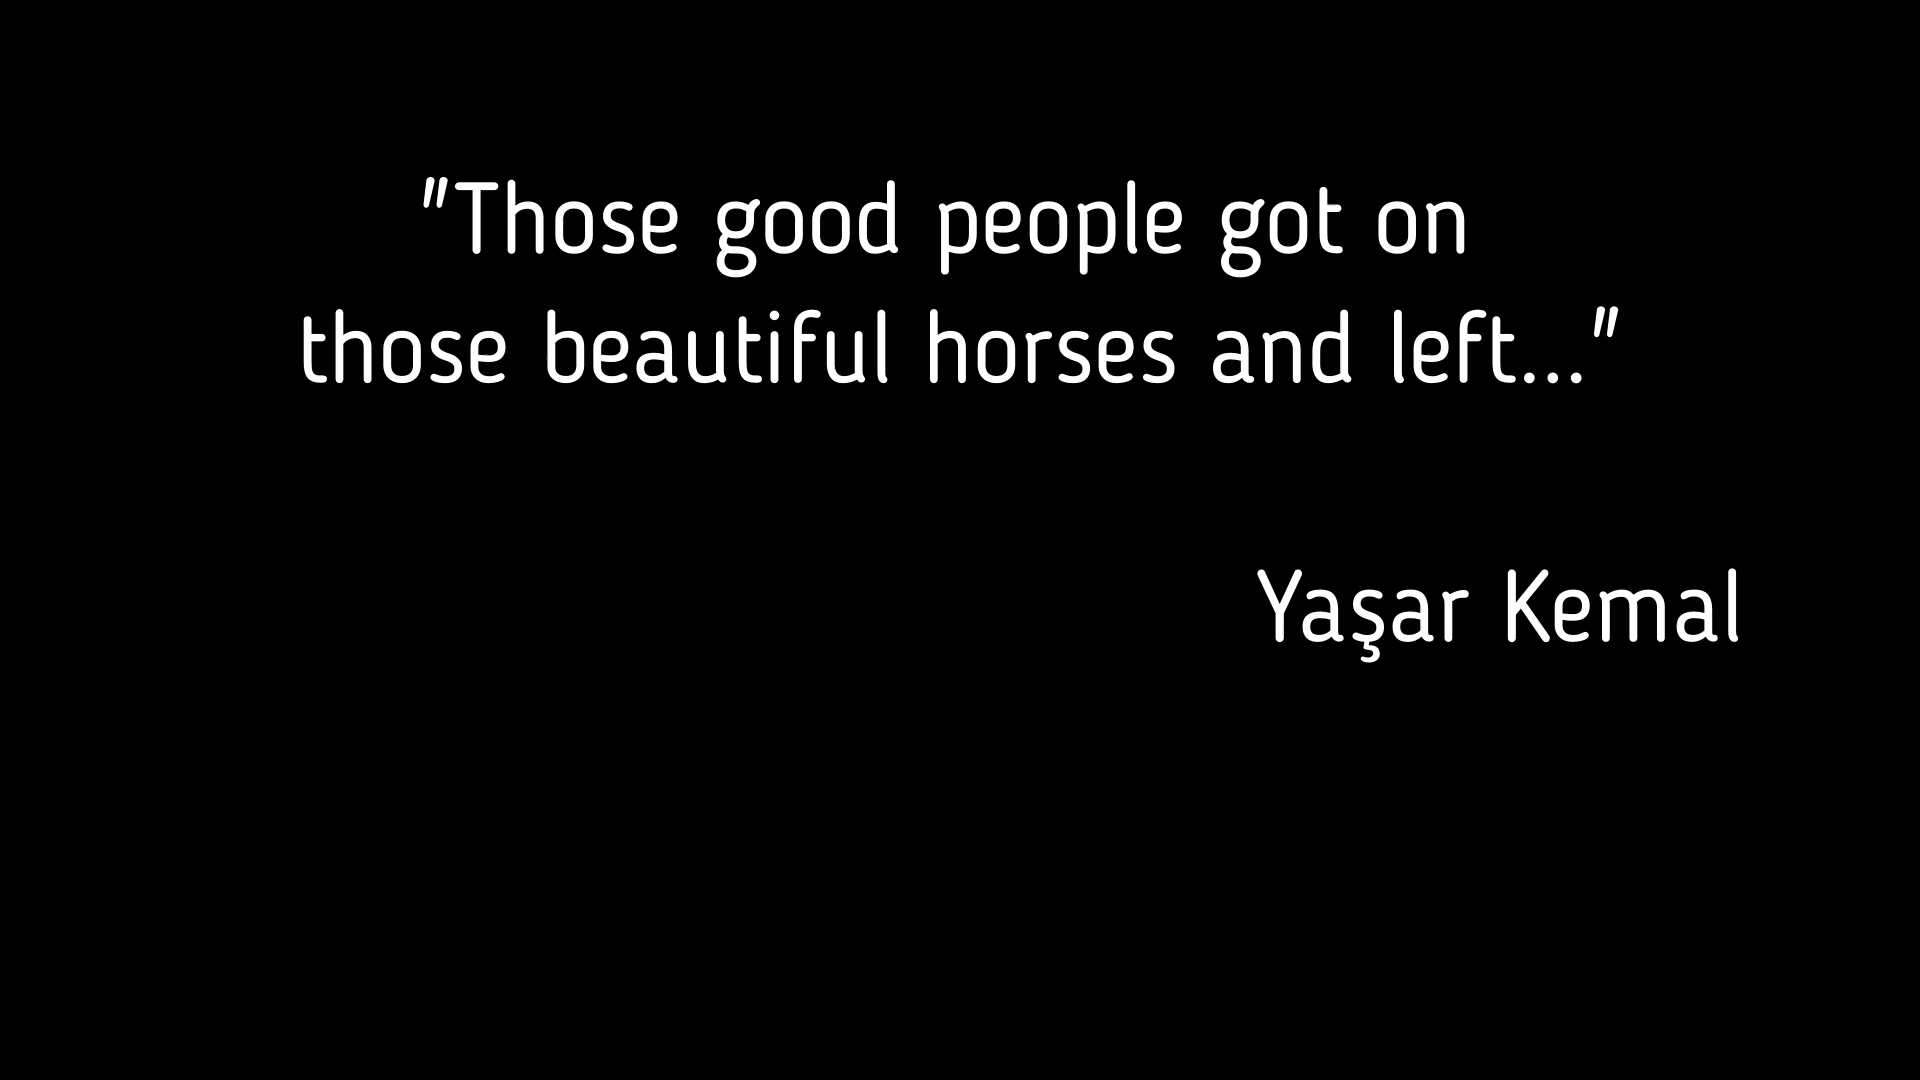 "Those good people got on
those beautiful horses and left..."
Yaşar Kemal